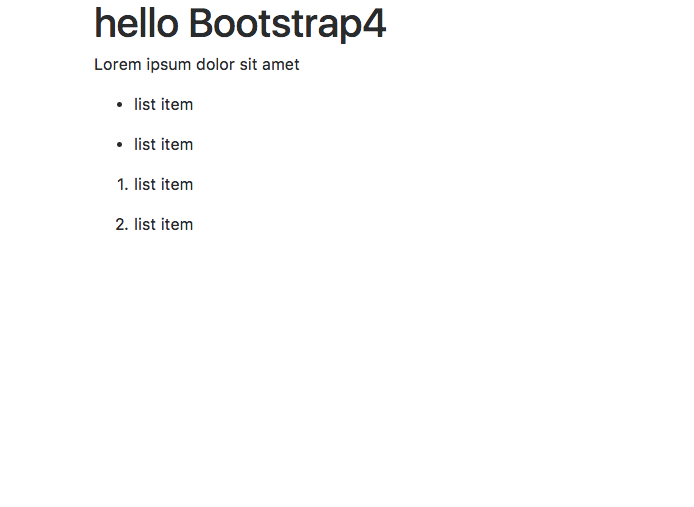 hello Bootstrap4
Lorem ipsum dolor sit amet
• list item
• list item
1. list item
2. list item